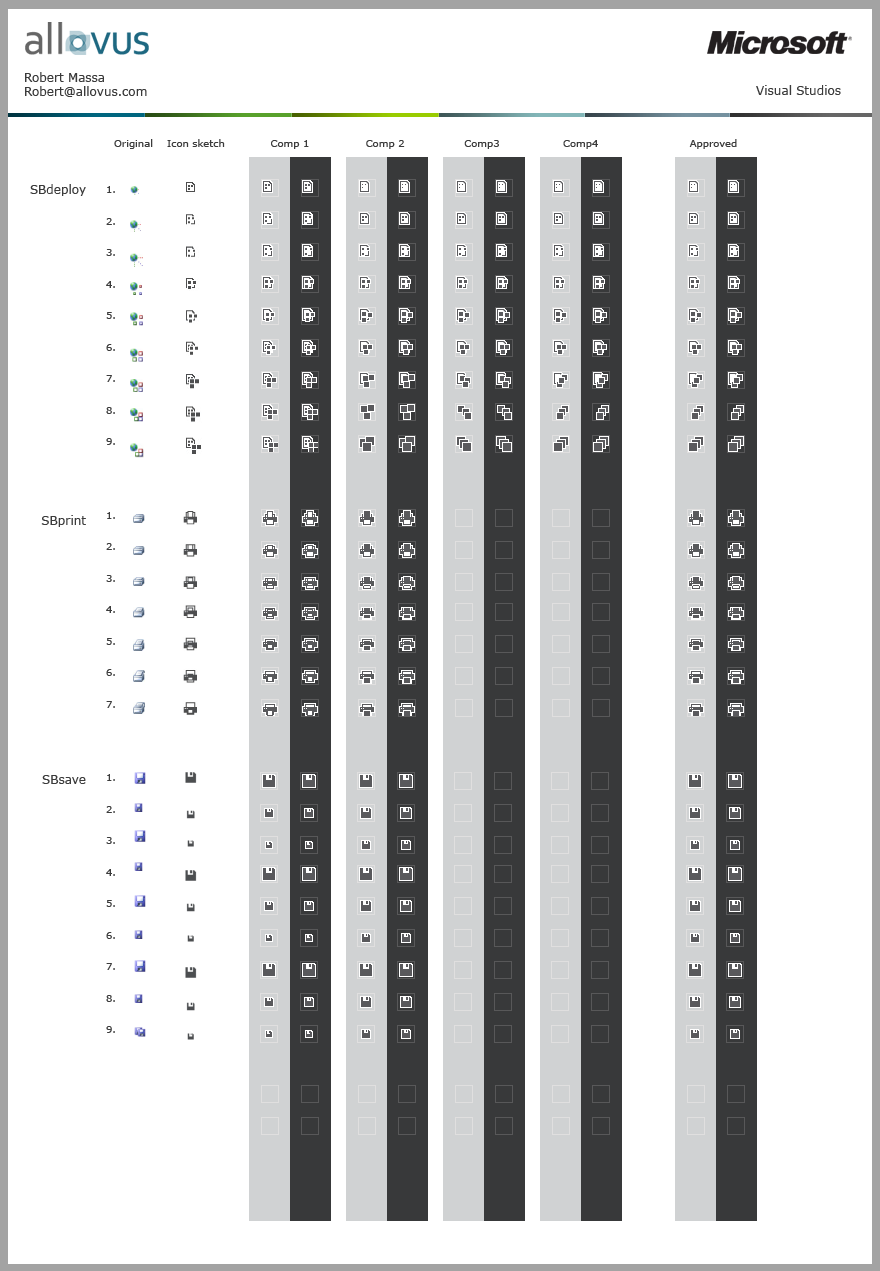 allovus
Microsoft®
Robert Massa
Robert@allovus.com
Visual Studios
Original Icon sketch Comp 1 Comp 2 Comp3 Comp4 Approved
SBdeploy 1.
2.
3.
4.
5.
6.
7.
8.
9.
SBprint 1.
2.
3.
4.
5.
6.
7.
SBsave 1.
2.
3.
4.
5.
6.
7.
8.
9.